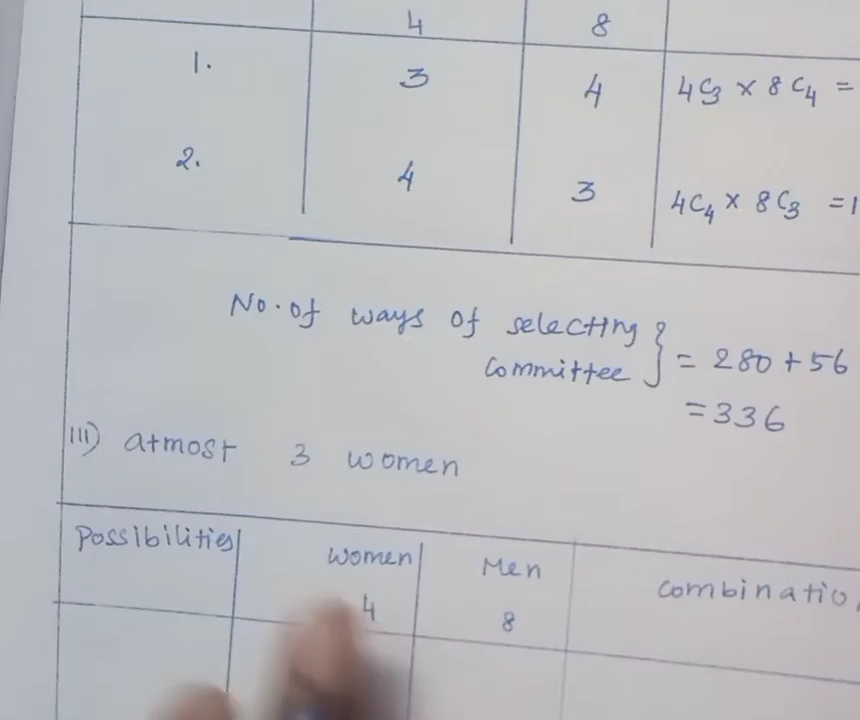 4 8
1. 3 4 4C3 × 8C4 =
2. 4 3 4C4 × 8C3 = 1
No. of ways of selecting
committee } = 280 + 56
= 336
iii) atmost 3 women
Possibilities women Men combinatio
4 8